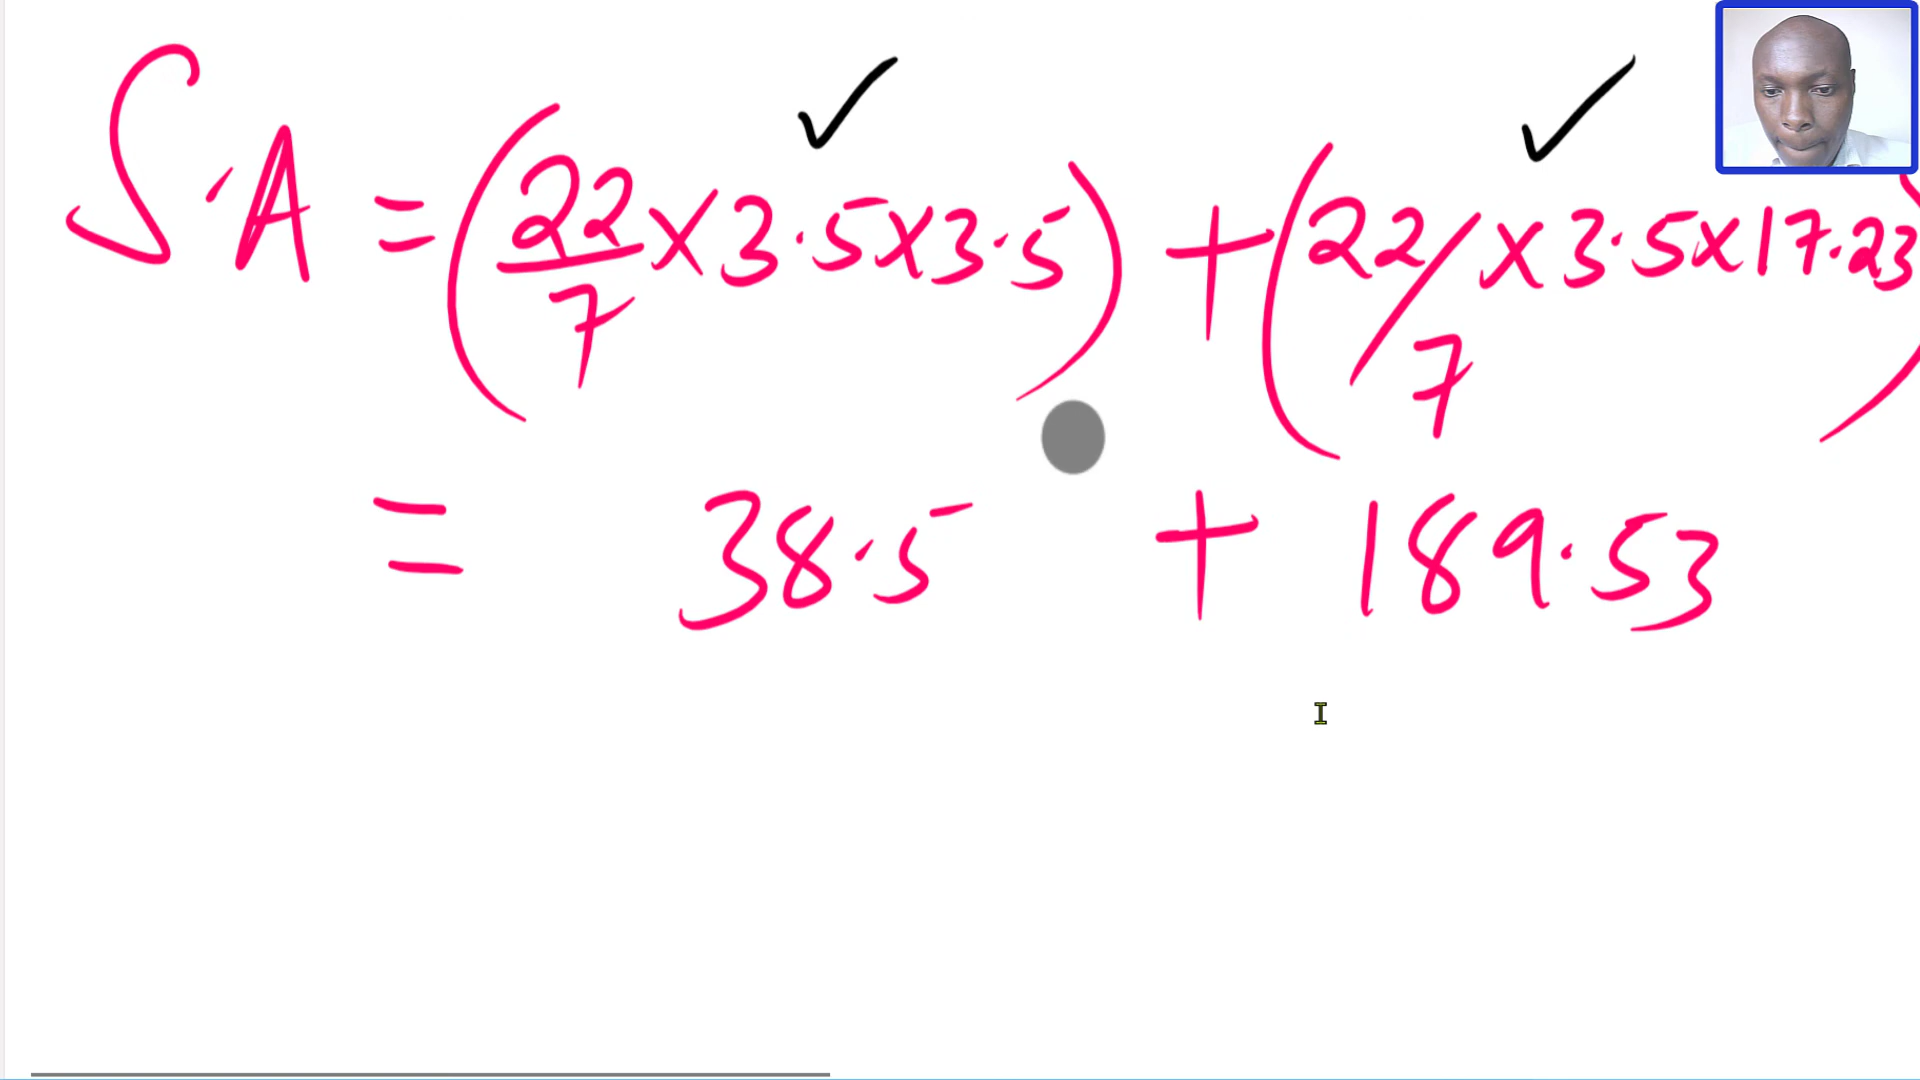 S.A = (22/7 x 3.5 x 3.5) + (22/7 x 3.5 x 17.23)
= 38.5 + 189.53